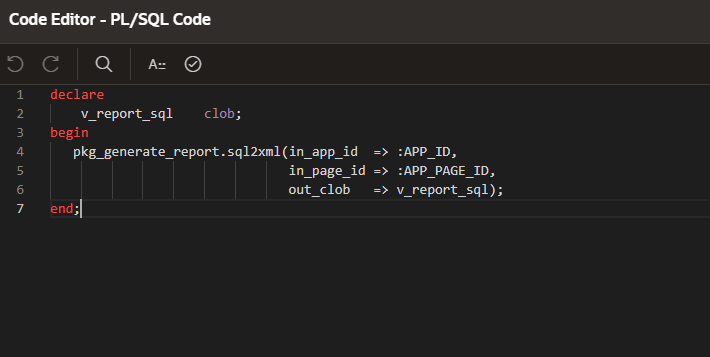 Code Editor - PL/SQL Code
A::
1 declare
2 v_report_sql clob;
3 begin
4 pkg_generate_report.sql2xml(in_app_id => :APP_ID,
5 in_page_id => :APP_PAGE_ID,
6 out_clob => v_report_sql);
7 end;